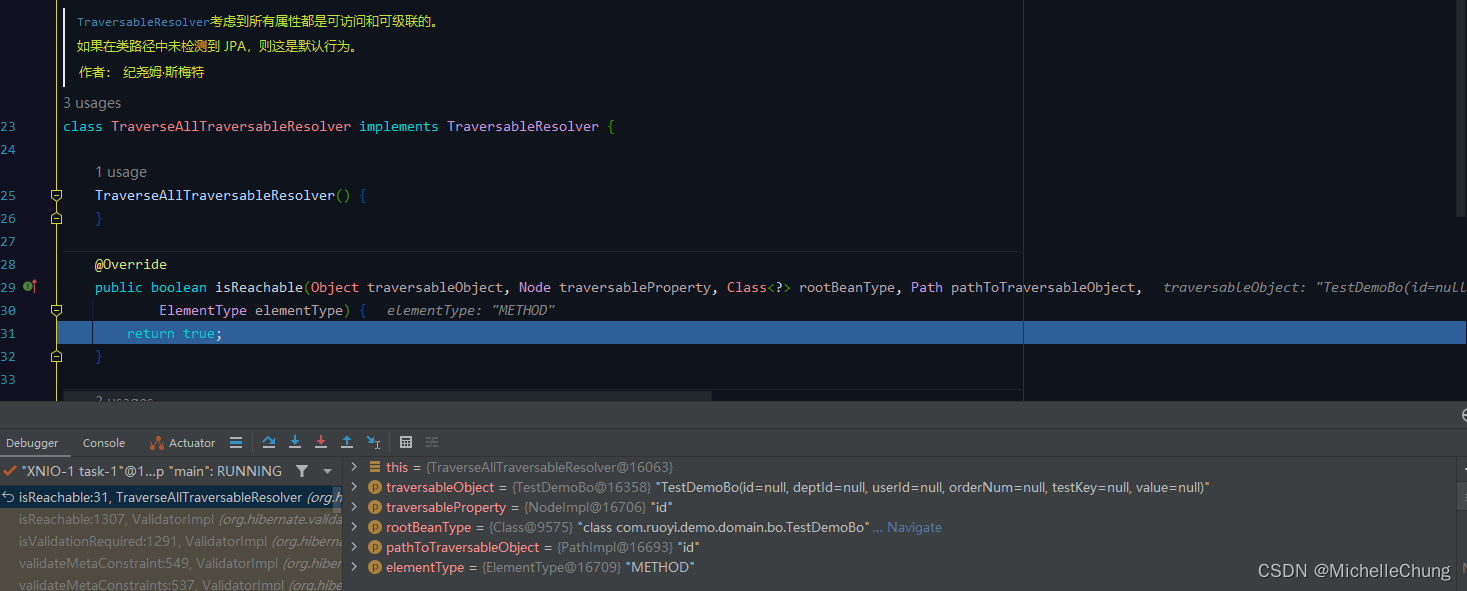 TraversableResolver考虑到所有属性都是可访问和可级联的。
如果在类路径中未检测到 JPA，则这是默认行为。
作者： 纪尧姆·斯梅特
3 usages
23 class TraverseAllTraversableResolver implements TraversableResolver {
24
1 usage
25 TraverseAllTraversableResolver() {
26 }
27
28 @Override
29 public boolean isReachable(Object traversableObject, Node traversableProperty, Class<?> rootBeanType, Path pathToTraversableObject, traversableObject: "TestDemoBo(id=null
30 ElementType elementType) { elementType: "METHOD"
31 return true;
32 }
33
Debugger Console Actuator
"XNIO-1 task-1"@1...p "main": RUNNING
isReachable:31, TraverseAllTraversableResolver (org.h
isReachable:1307, ValidatorImpl (org.hibernate.valida
isValidationRequired:1291, ValidatorImpl (org.hiberna
validateMetaConstraint:549, ValidatorImpl (org.hiber
validateMetaConstraints:537, ValidatorImpl (org.hibe
this = {TraverseAllTraversableResolver@16063}
traversableObject = {TestDemoBo@16358} "TestDemoBo(id=null, deptId=null, userId=null, orderNum=null, testKey=null, value=null)"
traversableProperty = {NodeImpl@16706} "id"
rootBeanType = {Class@9575} "class com.ruoyi.demo.domain.bo.TestDemoBo" ... Navigate
pathToTraversableObject = {PathImpl@16693} "id"
elementType = {ElementType@16709} "METHOD"
CSDN @MichelleChung